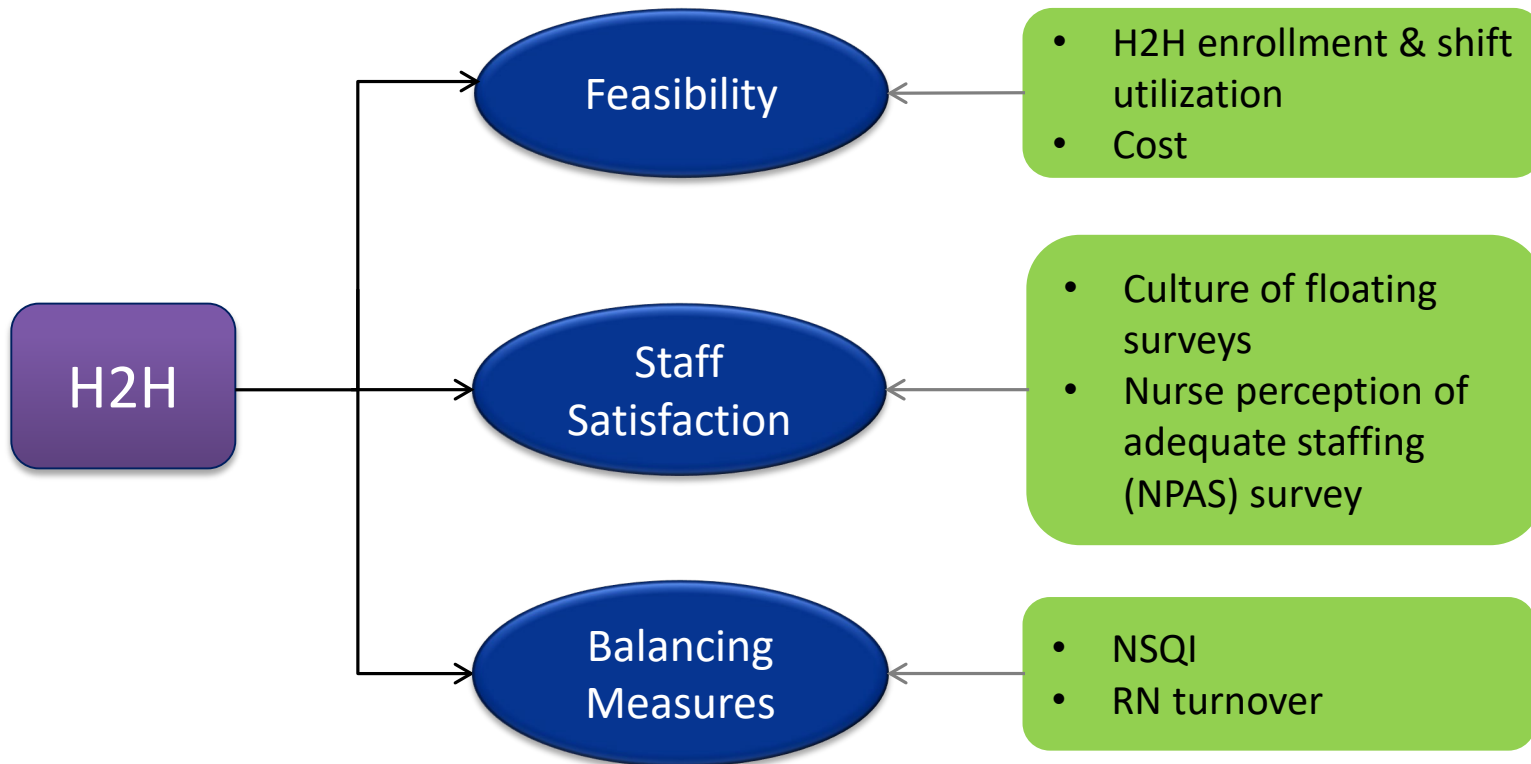 H2H
Feasibility
• H2H enrollment & shift
utilization
• Cost
Staff
Satisfaction
• Culture of floating
surveys
• Nurse perception of
adequate staffing
(NPAS) survey
Balancing
Measures
• NSQI
• RN turnover